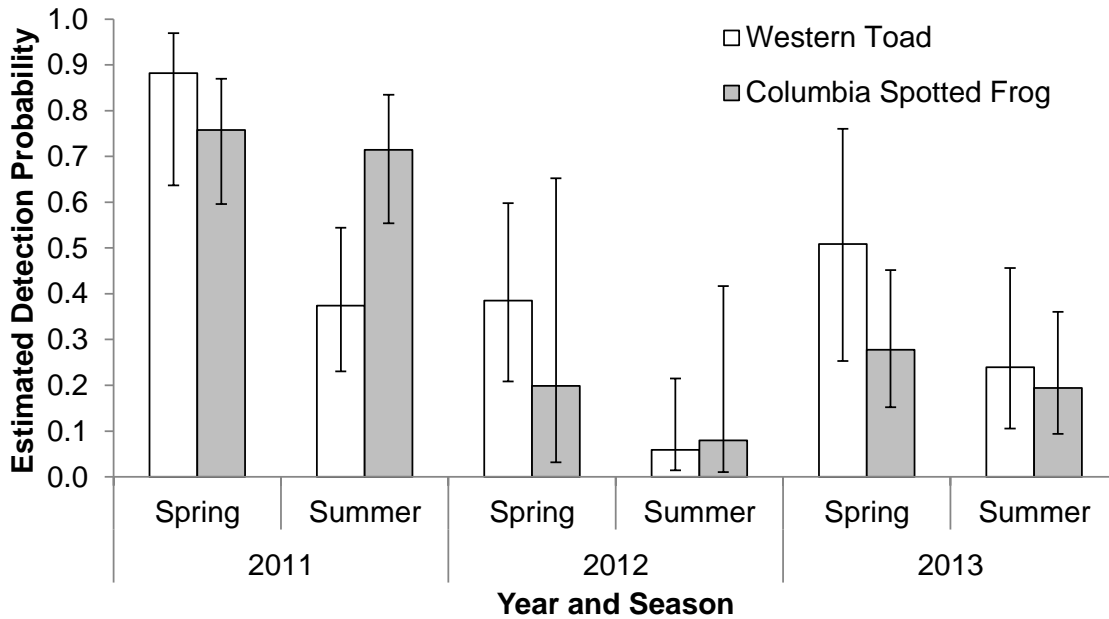 Estimated Detection Probability
1.0
0.9
0.8
0.7
0.6
0.5
0.4
0.3
0.2
0.1
0.0
Western Toad
Columbia Spotted Frog
Spring Summer Spring Summer Spring Summer
2011 2012 2013
Year and Season